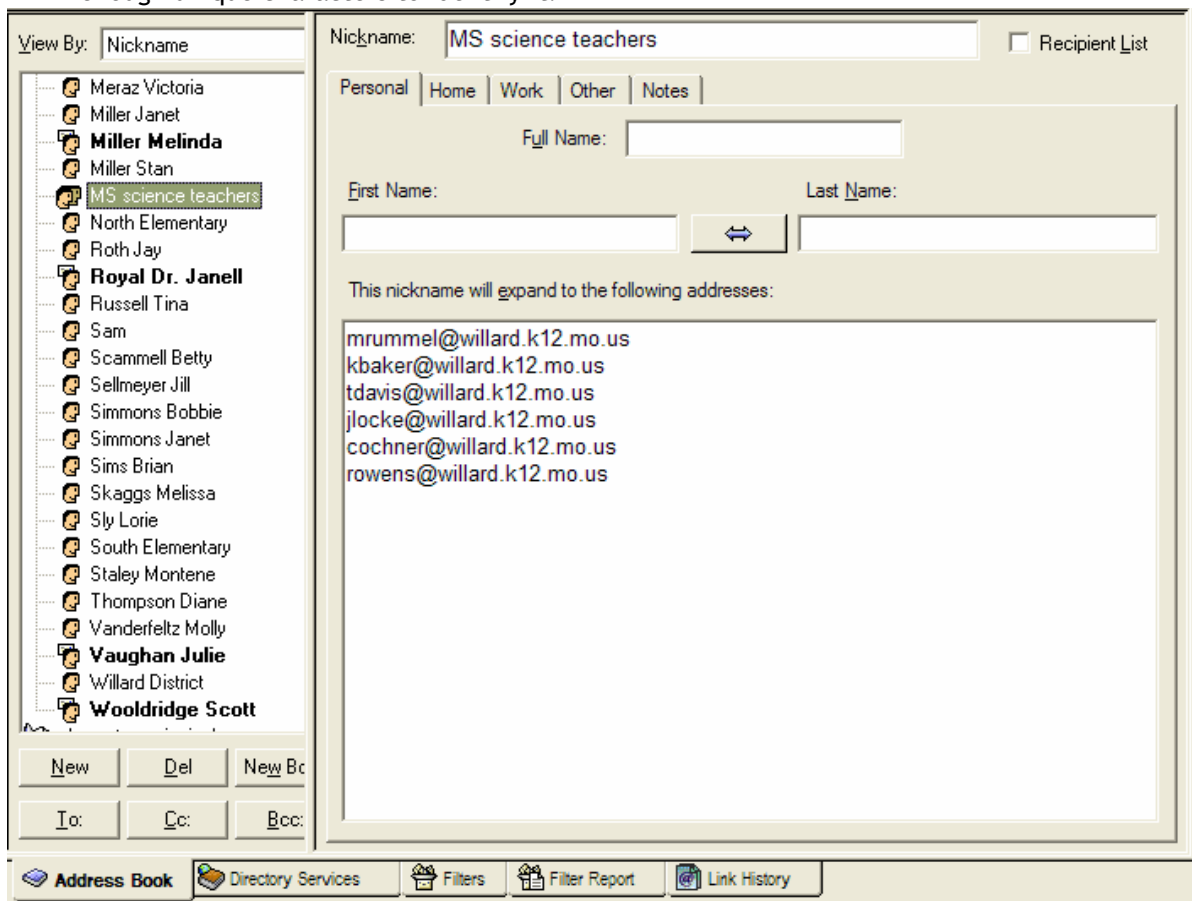 View By: Nickname
Meraz Victoria
Miller Janet
Miller Melinda
Miller Stan
MS science teachers
North Elementary
Roth Jay
Royal Dr. Janell
Russell Tina
Sam
Scammell Betty
Sellmeyer Jill
Simmons Bobbie
Simmons Janet
Sims Brian
Skaggs Melissa
Sly Lorie
South Elementary
Staley Montene
Thompson Diane
Vanderfeltz Molly
Vaughan Julie
Willard District
Wooldridge Scott
New Del New Bo
To: Cc: Bcc:
Nickname: MS science teachers Recipient List
Personal Home Work Other Notes
Full Name:
First Name: Last Name:
This nickname will expand to the following addresses:
mrummel@willard.k12.mo.us
kbaker@willard.k12.mo.us
tdavis@willard.k12.mo.us
jlocke@willard.k12.mo.us
cochner@willard.k12.mo.us
rowens@willard.k12.mo.us
Address Book Directory Services Filters Filter Report Link History